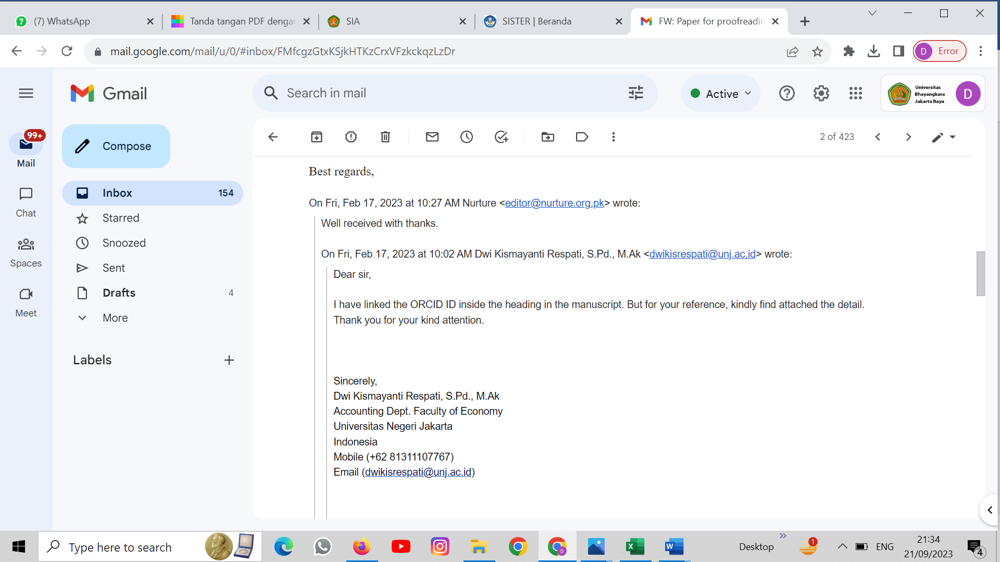 (7) WhatsApp
Tanda tangan PDF dengan
SIA
SISTER | Beranda
FW: Paper for proofreadin
mail.google.com/mail/u/0/#inbox/FMfcgzGtxKSjkHTKzCrxVFzkckqzLzDr
D Error
Gmail
Search in mail
Active
Universitas
Bhayangkara
Jakarta Raya
D
99+
Mail
Chat
Spaces
Meet
Compose
Inbox 154
Starred
Snoozed
Sent
Drafts 4
More
Labels
2 of 423
Best regards,
On Fri, Feb 17, 2023 at 10:27 AM Nurture <editor@nurture.org.pk> wrote:
Well received with thanks.
On Fri, Feb 17, 2023 at 10:02 AM Dwi Kismayanti Respati, S.Pd., M.Ak <dwikisrespati@unj.ac.id> wrote:
Dear sir,
I have linked the ORCID ID inside the heading in the manuscript. But for your reference, kindly find attached the detail.
Thank you for your kind attention.
Sincerely,
Dwi Kismayanti Respati, S.Pd., M.Ak
Accounting Dept. Faculty of Economy
Universitas Negeri Jakarta
Indonesia
Mobile (+62 81311107767)
Email (dwikisrespati@unj.ac.id)
Type here to search
Desktop
1
ENG
21:34
21/09/2023
4